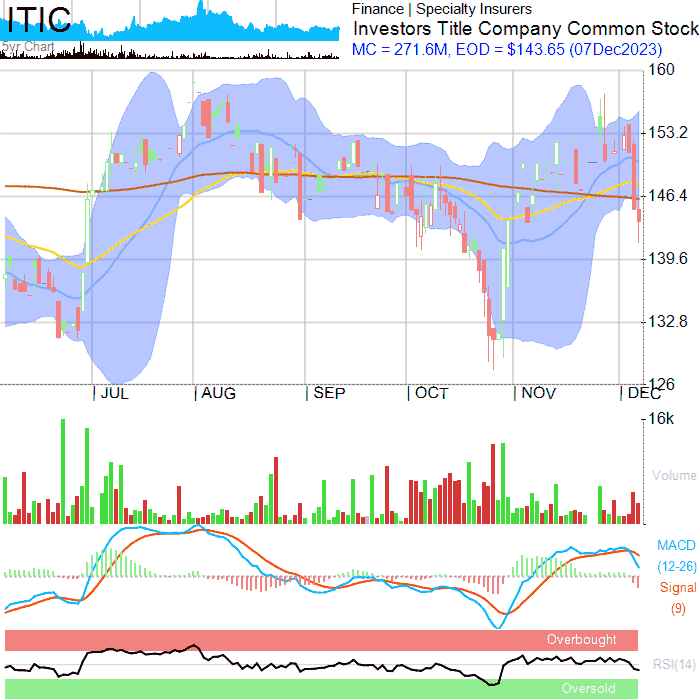 ITIC
5yr Chart
Finance | Specialty Insurers
Investors Title Company Common Stock
MC = 271.6M, EOD = $143.65 (07Dec2023)
160
153.2
146.4
139.6
132.8
126
JUL AUG SEP OCT NOV DEC
16k
Volume
MACD
(12-26)
Signal
(9)
Overbought
RSI(14)
Oversold